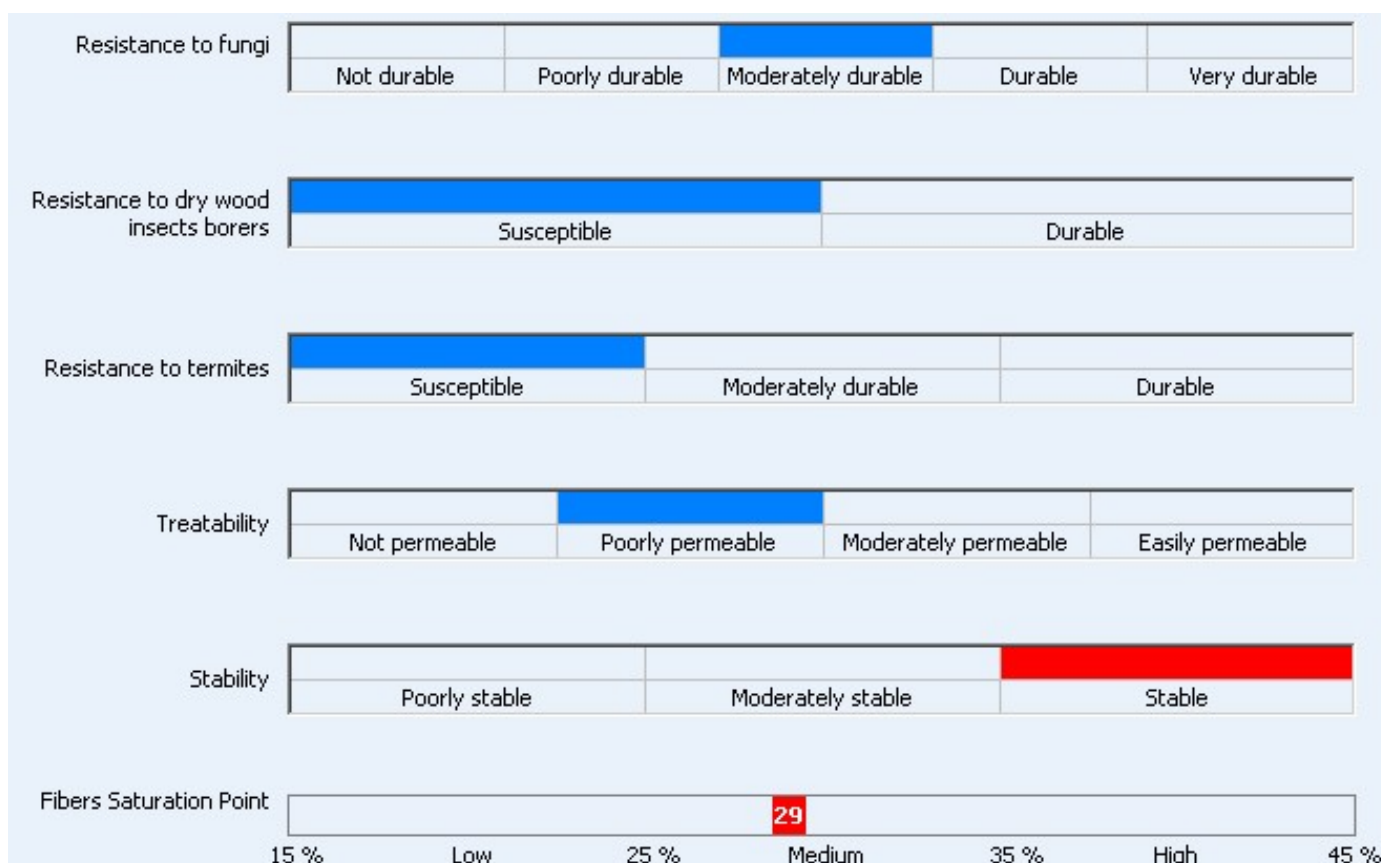 Resistance to fungi
Not durable Poorly durable Moderately durable Durable Very durable
Resistance to dry wood
insects borers
Susceptible Durable
Resistance to termites
Susceptible Moderately durable Durable
Treatability
Not permeable Poorly permeable Moderately permeable Easily permeable
Stability
Poorly stable Moderately stable Stable
Fibers Saturation Point
29
15 % Low 25 % Medium 35 % High 45 %